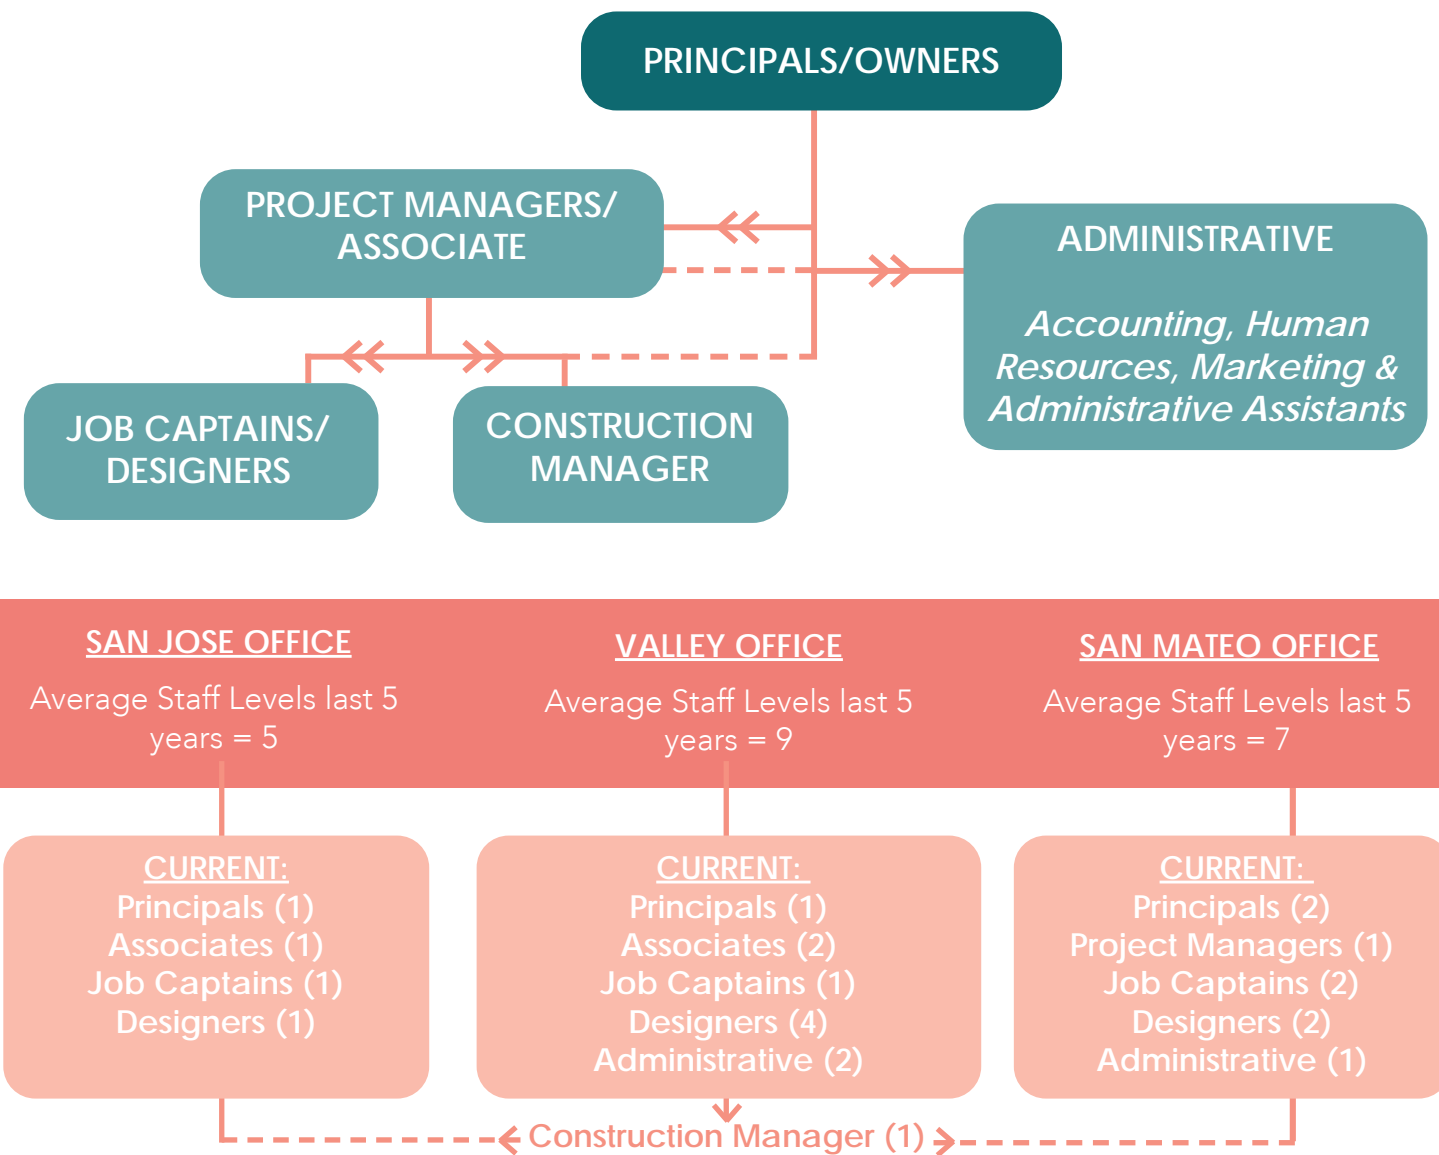 PRINCIPALS/OWNERS
PROJECT MANAGERS/
ASSOCIATE
ADMINISTRATIVE
Accounting, Human
Resources, Marketing &
Administrative Assistants
JOB CAPTAINS/
DESIGNERS
CONSTRUCTION
MANAGER
SAN JOSE OFFICE
Average Staff Levels last 5
years = 5
VALLEY OFFICE
Average Staff Levels last 5
years = 9
SAN MATEO OFFICE
Average Staff Levels last 5
years = 7
CURRENT:
Principals (1)
Associates (1)
Job Captains (1)
Designers (1)
CURRENT:
Principals (1)
Associates (2)
Job Captains (1)
Designers (4)
Administrative (2)
CURRENT:
Principals (2)
Project Managers (1)
Job Captains (2)
Designers (2)
Administrative (1)
Construction Manager (1)